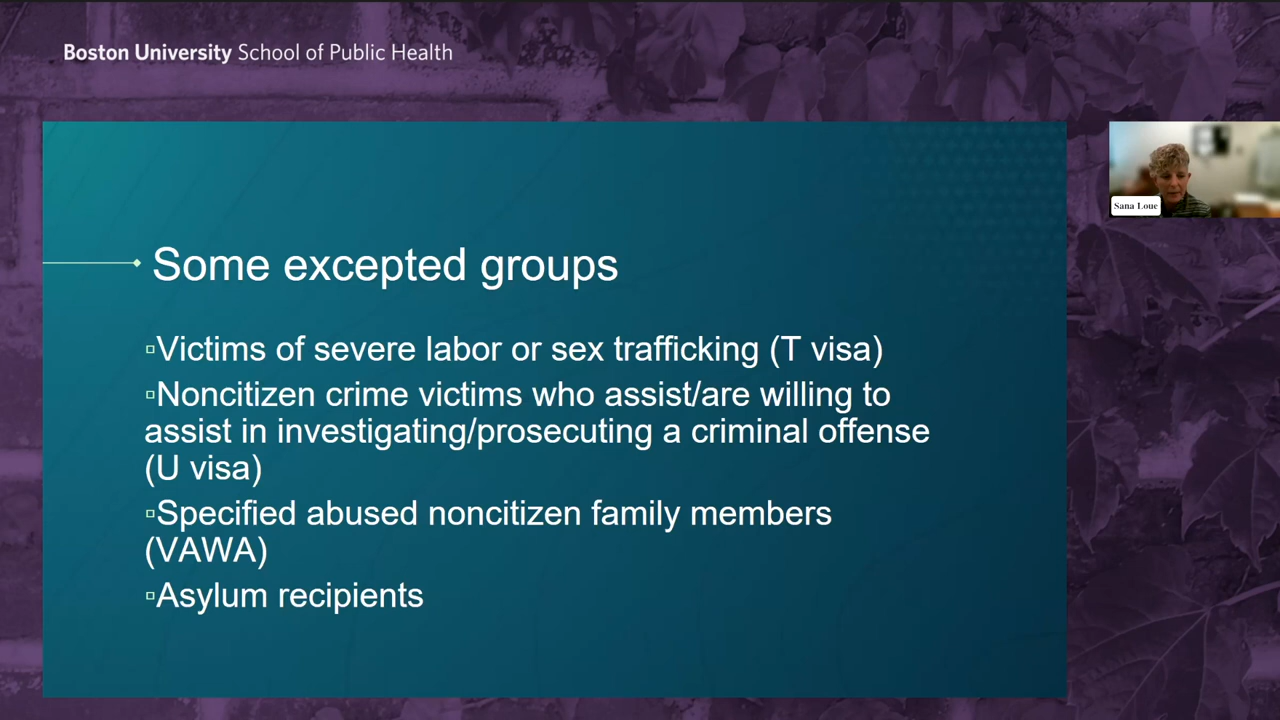 Boston University School of Public Health
Some excepted groups
▫Victims of severe labor or sex trafficking (T visa)
▫Noncitizen crime victims who assist/are willing to
assist in investigating/prosecuting a criminal offense
(U visa)
▫Specified abused noncitizen family members
(VAWA)
▫Asylum recipients
Sana Loue